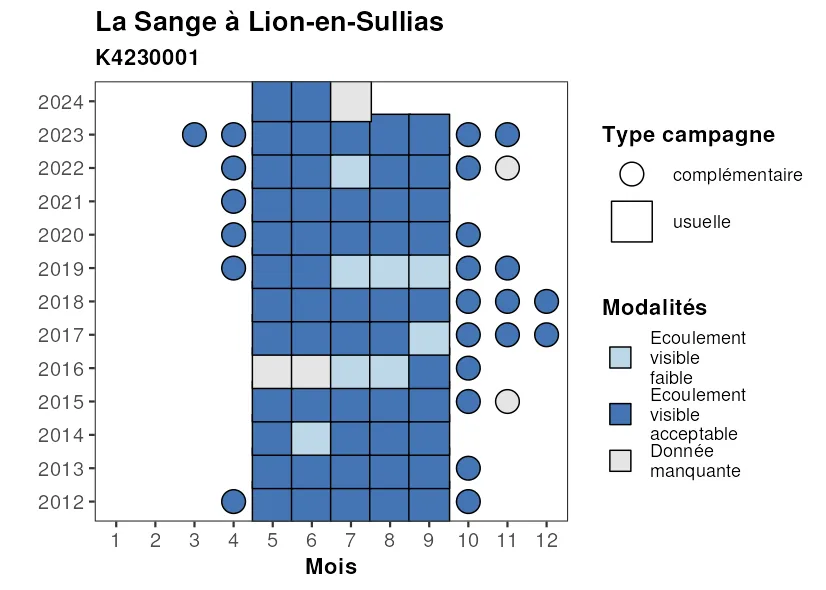 La Sange à Lion-en-Sullias
K4230001
2024
2023
2022
2021
2020
2019
2018
2017
2016
2015
2014
2013
2012
1 2 3 4 5 6 7 8 9 10 11 12
Mois
Type campagne
complémentaire
usuelle
Modalités
Ecoulement
visible
faible
Ecoulement
visible
acceptable
Donnée
manquante